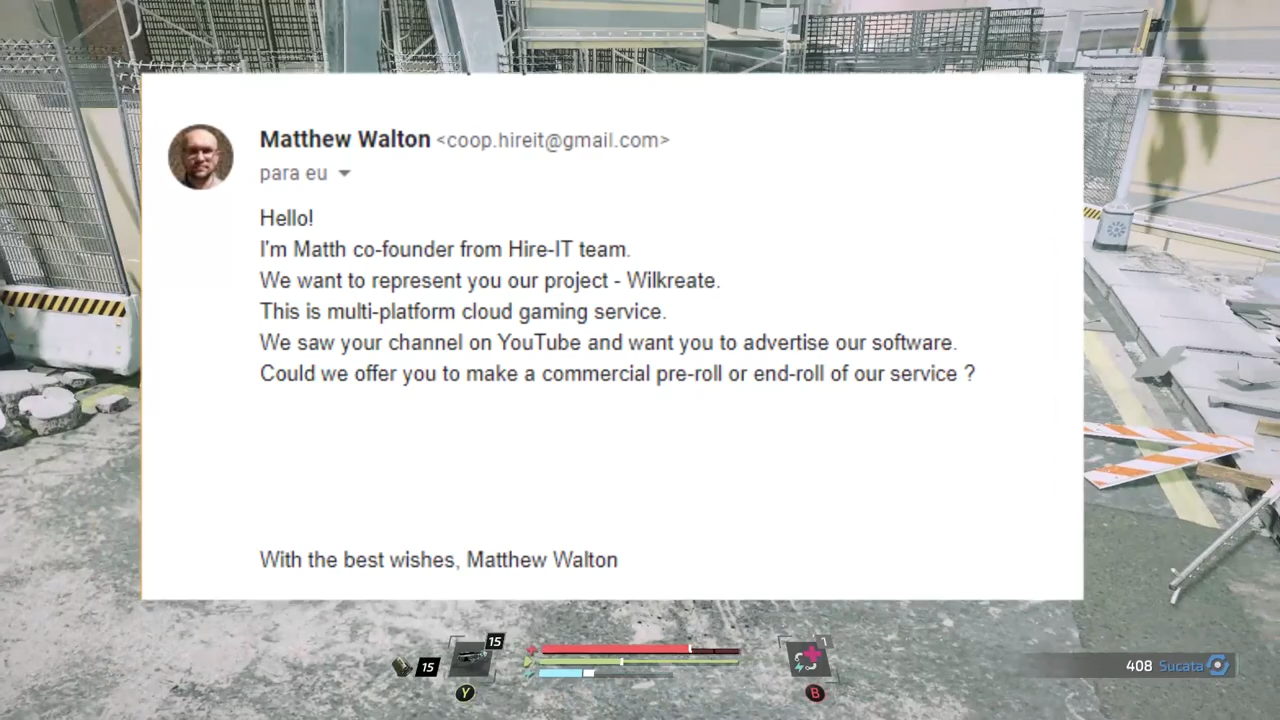 Matthew Walton <coop.hireit@gmail.com>
para eu
Hello!
I'm Matth co-founder from Hire-IT team.
We want to represent you our project - Wilkreate.
This is multi-platform cloud gaming service.
We saw your channel on YouTube and want you to advertise our software.
Could we offer you to make a commercial pre-roll or end-roll of our service ?
With the best wishes, Matthew Walton
15
15
Y
1
B
408 Sucata